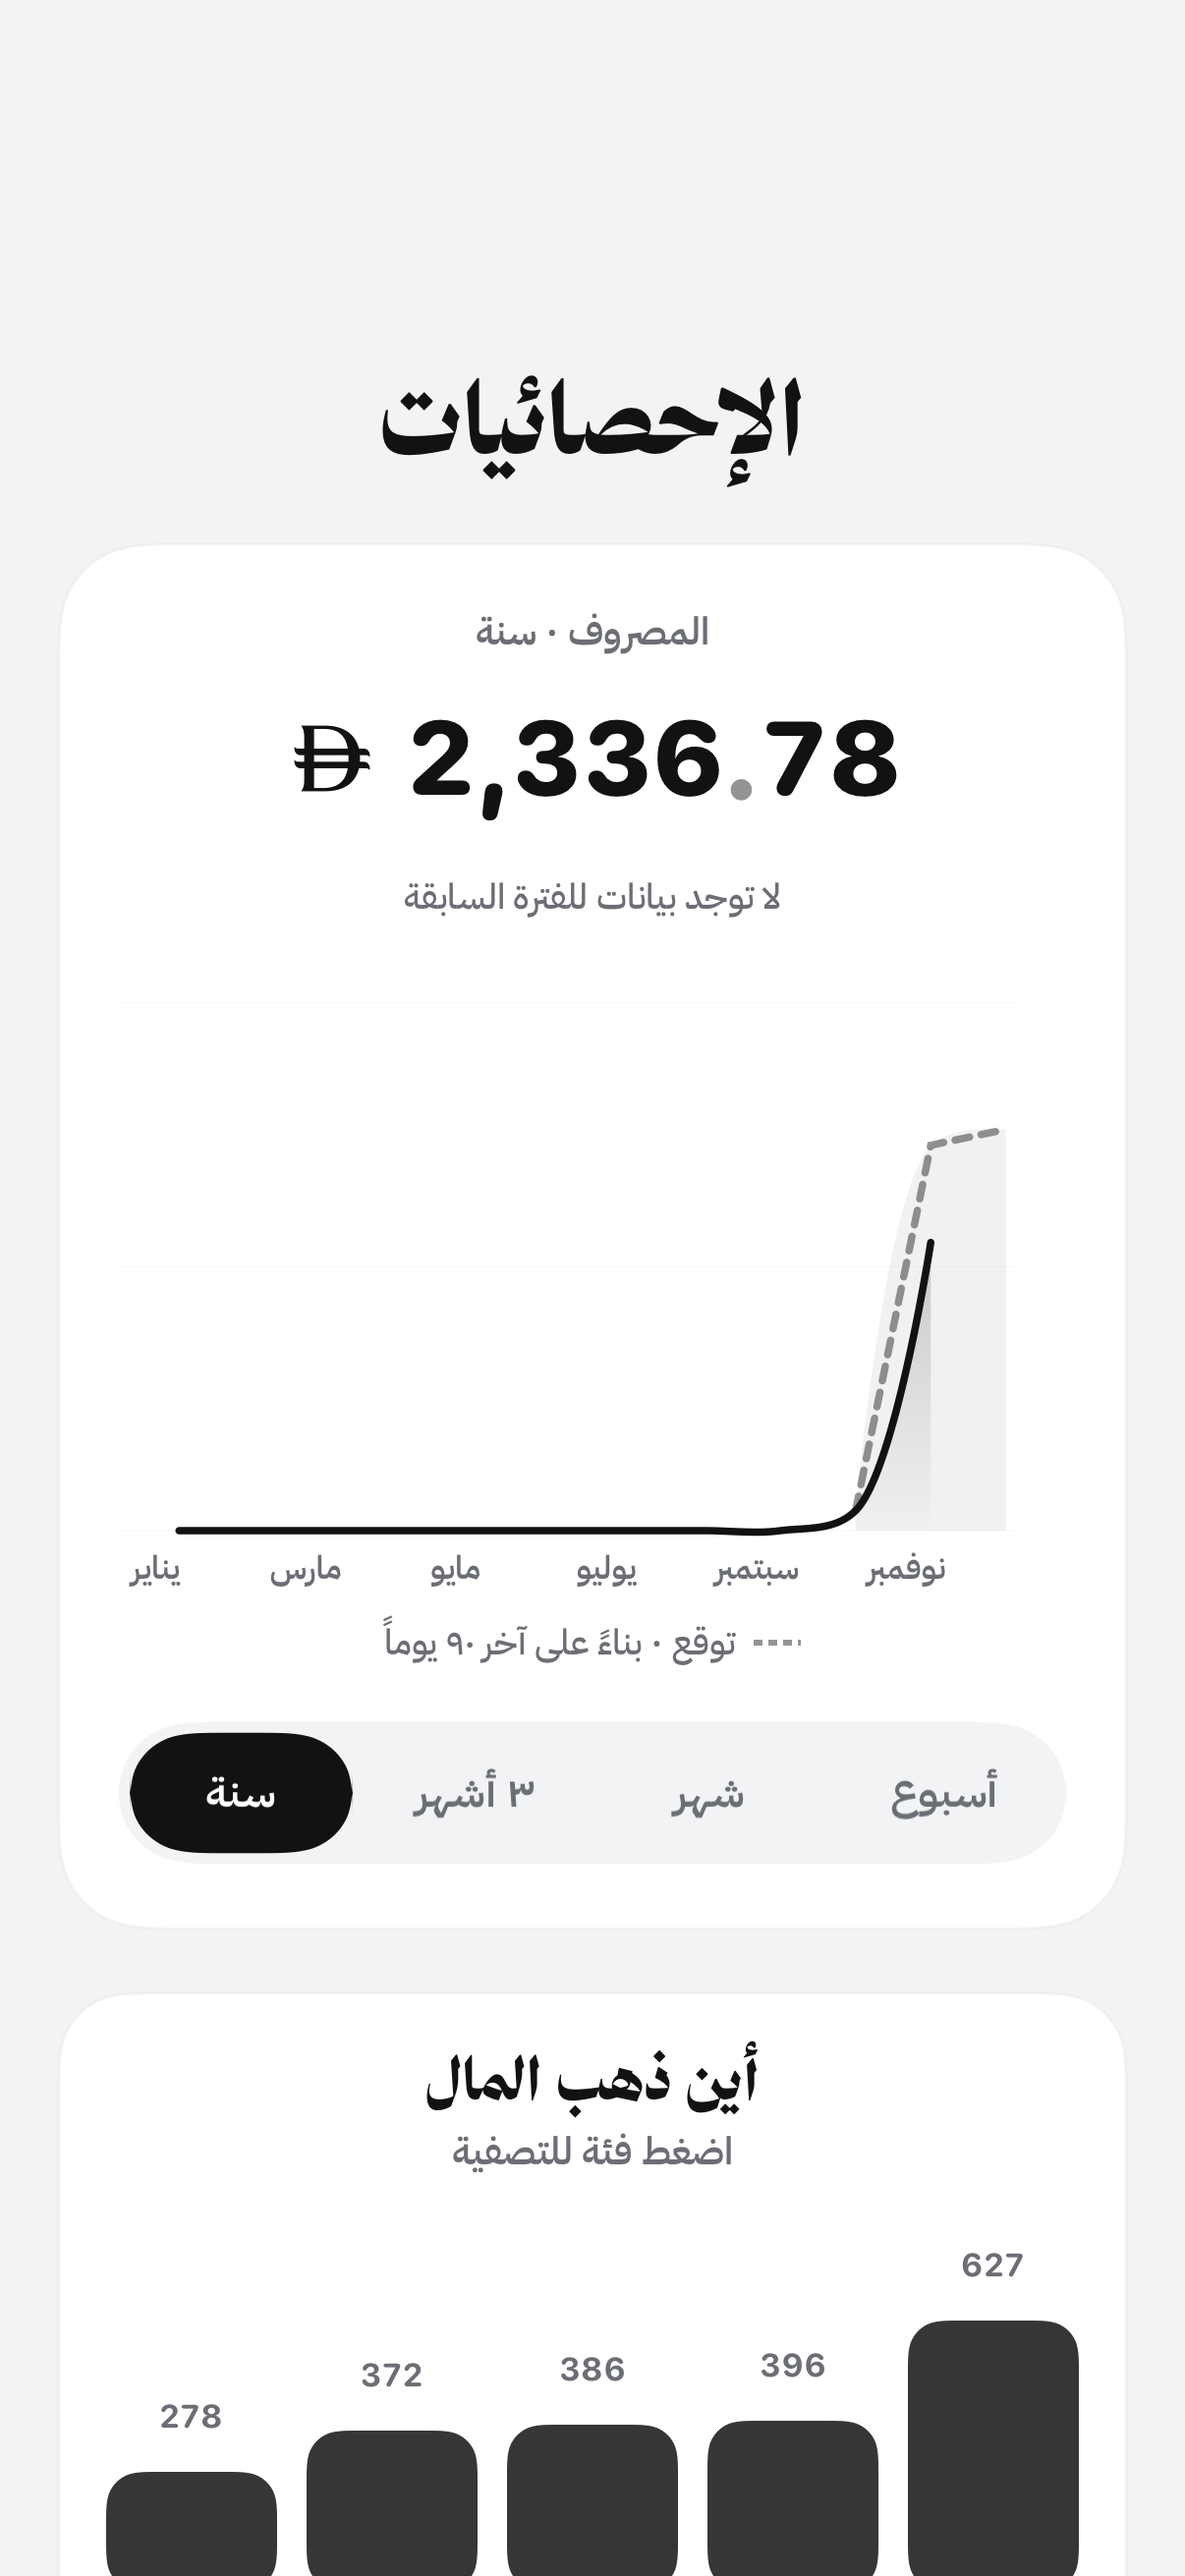 الإحصائيات
المصروف · سنة
2,336.78
لا توجد بيانات للفترة السابقة
يناير مارس مايو يوليو سبتمبر نوفمبر
توقع · بناءً على آخر ٩٠ يوماً
أسبوع شهر ٣ أشهر سنة
أين ذهب المال
اضغط فئة للتصفية
627 396 386 372 278